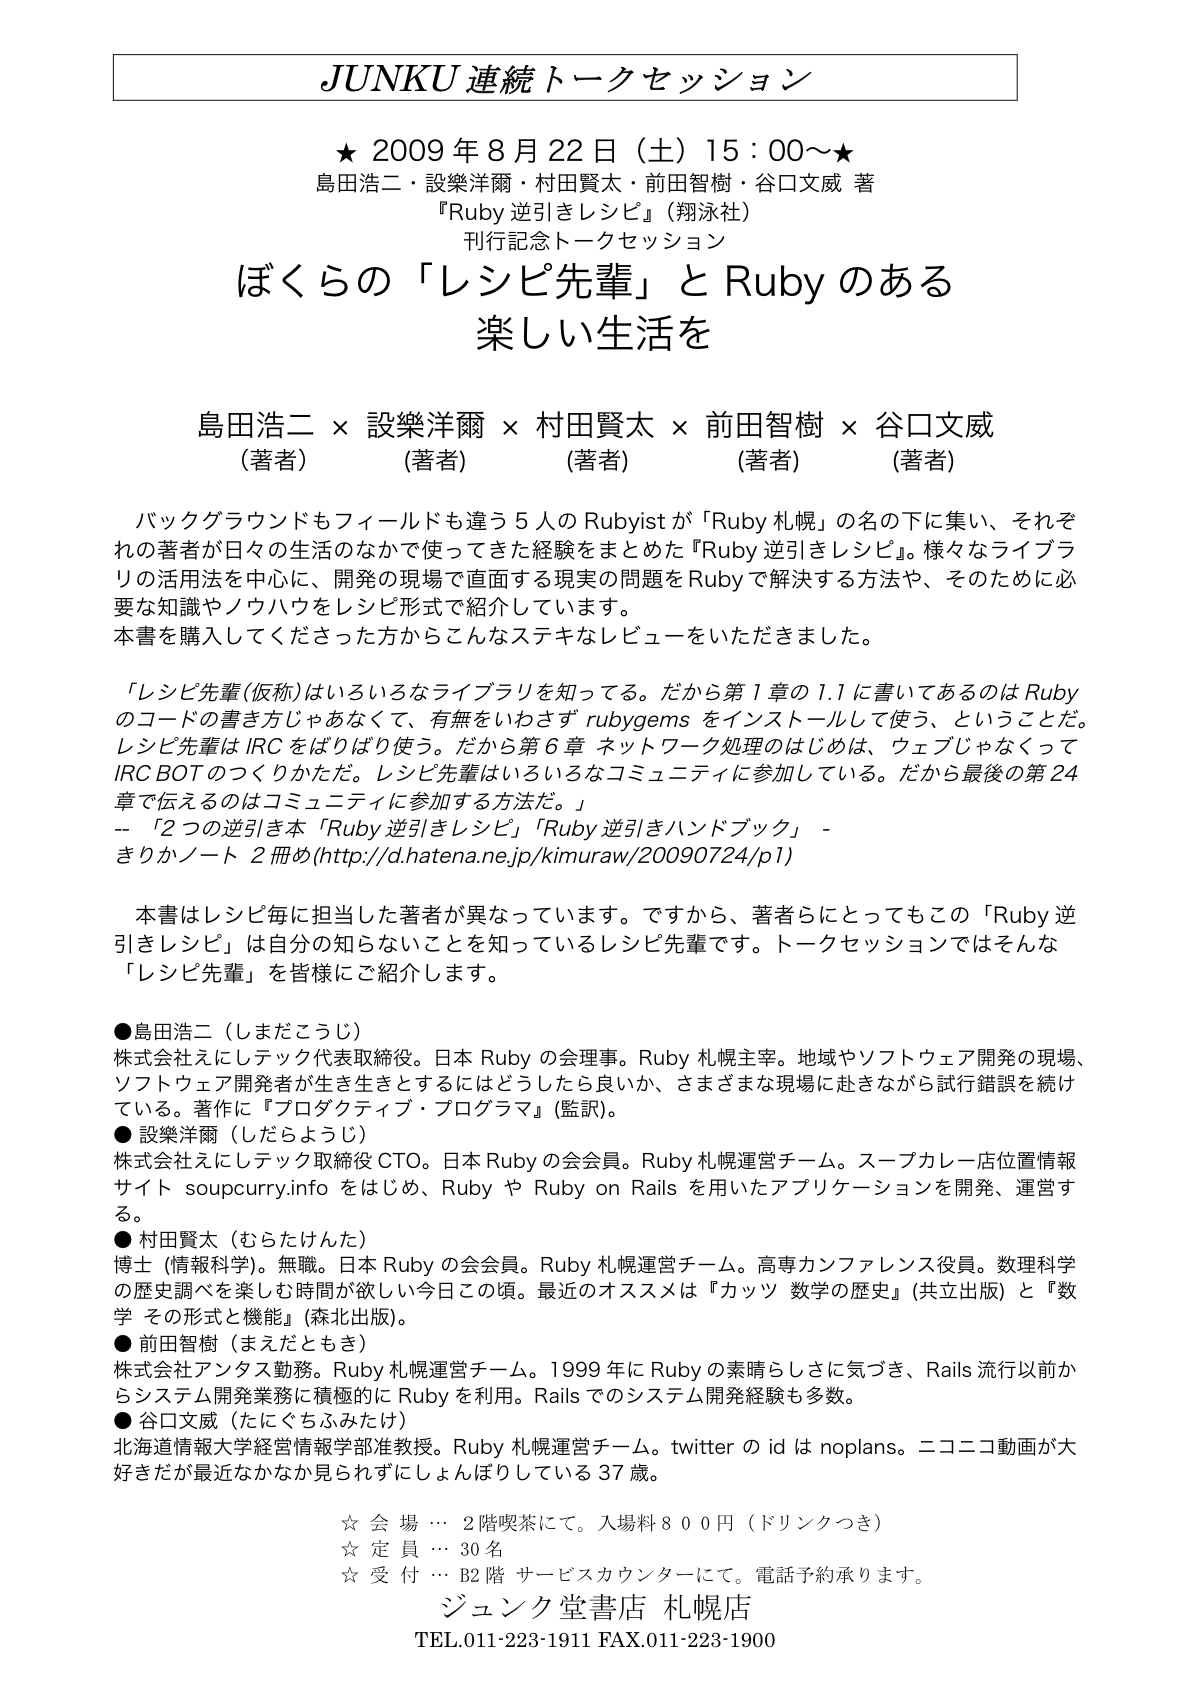 JUNKU 連続トークセッション
★ 2009 年 8 月 22 日（土）15：00～★
島田浩二・設樂洋爾・村田賢太・前田智樹・谷口文威 著
『Ruby 逆引きレシピ』（翔泳社）
刊行記念トークセッション
ぼくらの「レシピ先輩」と Ruby のある
楽しい生活を
島田浩二 × 設樂洋爾 × 村田賢太 × 前田智樹 × 谷口文威
（著者） (著者) (著者) (著者) (著者)
バックグラウンドもフィールドも違う 5 人の Rubyist が「Ruby 札幌」の名の下に集い、それぞ
れの著者が日々の生活のなかで使ってきた経験をまとめた『Ruby 逆引きレシピ』。様々なライブラ
リの活用法を中心に、開発の現場で直面する現実の問題を Ruby で解決する方法や、そのために必
要な知識やノウハウをレシピ形式で紹介しています。
本書を購入してくださった方からこんなステキなレビューをいただきました。
「レシピ先輩(仮称)はいろいろなライブラリを知ってる。だから第 1 章の 1.1 に書いてあるのは Ruby
のコードの書き方じゃあなくて、有無をいわさず rubygems をインストールして使う、ということだ。
レシピ先輩は IRC をばりばり使う。だから第 6 章 ネットワーク処理のはじめは、ウェブじゃなくって
IRC BOT のつくりかただ。レシピ先輩はいろいろなコミュニティに参加している。だから最後の第 24
章で伝えるのはコミュニティに参加する方法だ。」
-- 「2 つの逆引き本「Ruby 逆引きレシピ」「Ruby 逆引きハンドブック」 -
きりかノート 2 冊め(http://d.hatena.ne.jp/kimuraw/20090724/p1)
本書はレシピ毎に担当した著者が異なっています。ですから、著者らにとってもこの「Ruby 逆
引きレシピ」は自分の知らないことを知っているレシピ先輩です。トークセッションではそんな
「レシピ先輩」を皆様にご紹介します。
●島田浩二（しまだこうじ）
株式会社えにしテック代表取締役。日本 Ruby の会理事。Ruby 札幌主宰。地域やソフトウェア開発の現場、
ソフトウェア開発者が生き生きとするにはどうしたら良いか、さまざまな現場に赴きながら試行錯誤を続け
ている。著作に『プロダクティブ・プログラマ』(監訳)。
● 設樂洋爾（しだらようじ）
株式会社えにしテック取締役 CTO。日本 Ruby の会会員。Ruby 札幌運営チーム。スープカレー店位置情報
サイト soupcurry.info をはじめ、Ruby や Ruby on Rails を用いたアプリケーションを開発、運営す
る。
● 村田賢太（むらたけんた）
博士 (情報科学)。無職。日本 Ruby の会会員。Ruby 札幌運営チーム。高専カンファレンス役員。数理科学
の歴史調べを楽しむ時間が欲しい今日この頃。最近のオススメは『カッツ 数学の歴史』(共立出版) と『数
学 その形式と機能』(森北出版)。
● 前田智樹（まえだともき）
株式会社アンタス勤務。Ruby 札幌運営チーム。1999 年に Ruby の素晴らしさに気づき、Rails 流行以前か
らシステム開発業務に積極的に Ruby を利用。Rails でのシステム開発経験も多数。
● 谷口文威（たにぐちふみたけ）
北海道情報大学経営情報学部准教授。Ruby 札幌運営チーム。twitter の id は noplans。ニコニコ動画が大
好きだが最近なかなか見られずにしょんぼりしている 37 歳。
☆ 会 場 … ２階喫茶にて。入場料８００円（ドリンクつき）
☆ 定 員 … 30 名
☆ 受 付 … B2 階 サービスカウンターにて。電話予約承ります。
ジュンク堂書店 札幌店
TEL.011-223-1911 FAX.011-223-1900